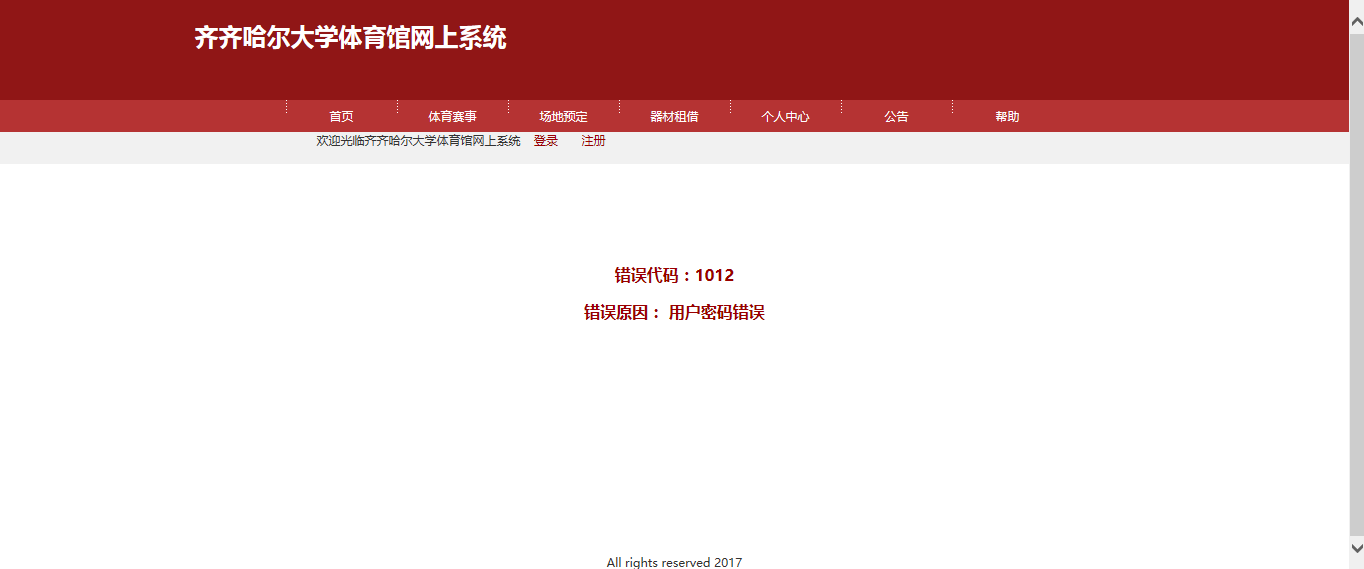 齐齐哈尔大学体育馆网上系统
首页 体育赛事 场地预定 器材租借 个人中心 公告 帮助
欢迎光临齐齐哈尔大学体育馆网上系统 登录 注册
错误代码：1012
错误原因： 用户密码错误
All rights reserved 2017